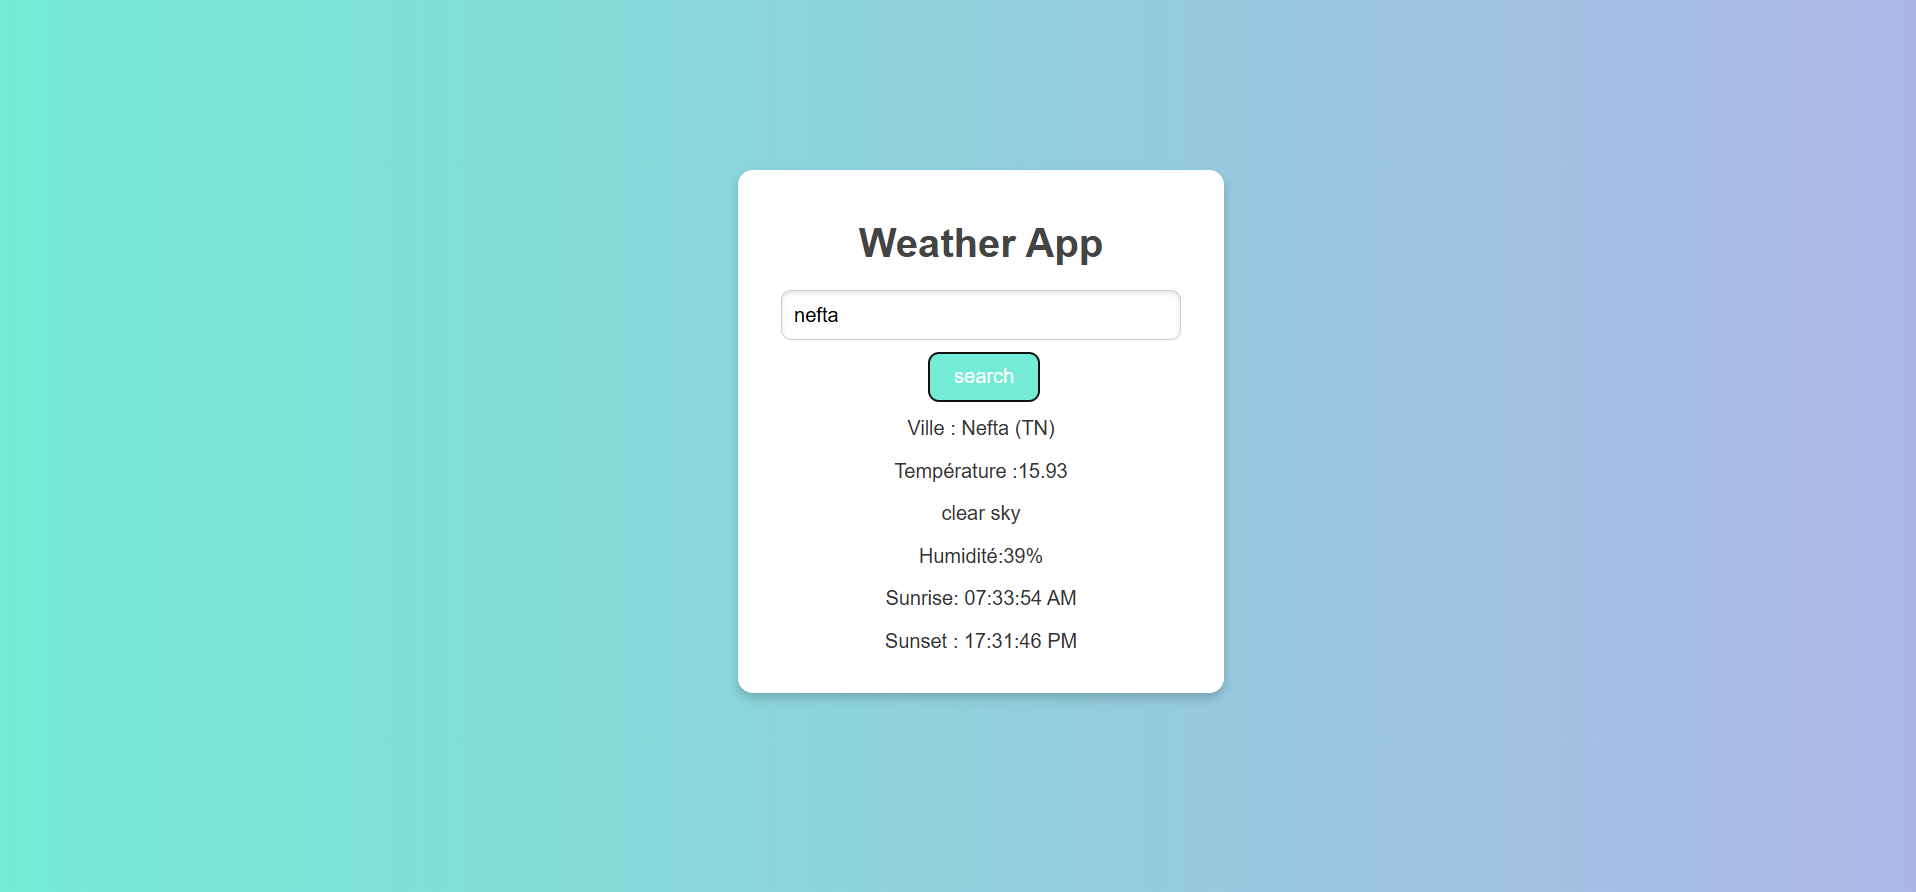 Weather App
nefta
search
Ville : Nefta (TN)
Température :15.93
clear sky
Humidité:39%
Sunrise: 07:33:54 AM
Sunset : 17:31:46 PM